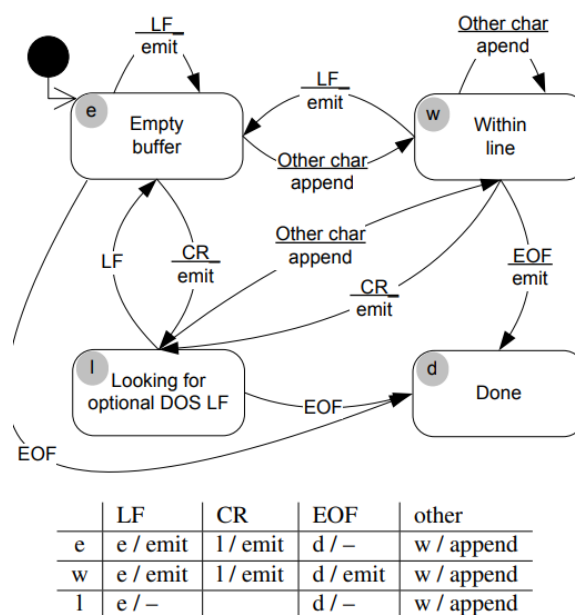 LF
emit
e
Empty
buffer
LF
emit
Other char
append
Other char
apend
w
Within
line
LF
CR
emit
Other char
append
CR
emit
EOF
emit
l
Looking for
optional DOS LF
EOF
d
Done
EOF
LF CR EOF other
e e / emit l / emit d / – w / append
w e / emit l / emit d / emit w / append
l e / – d / – w / append